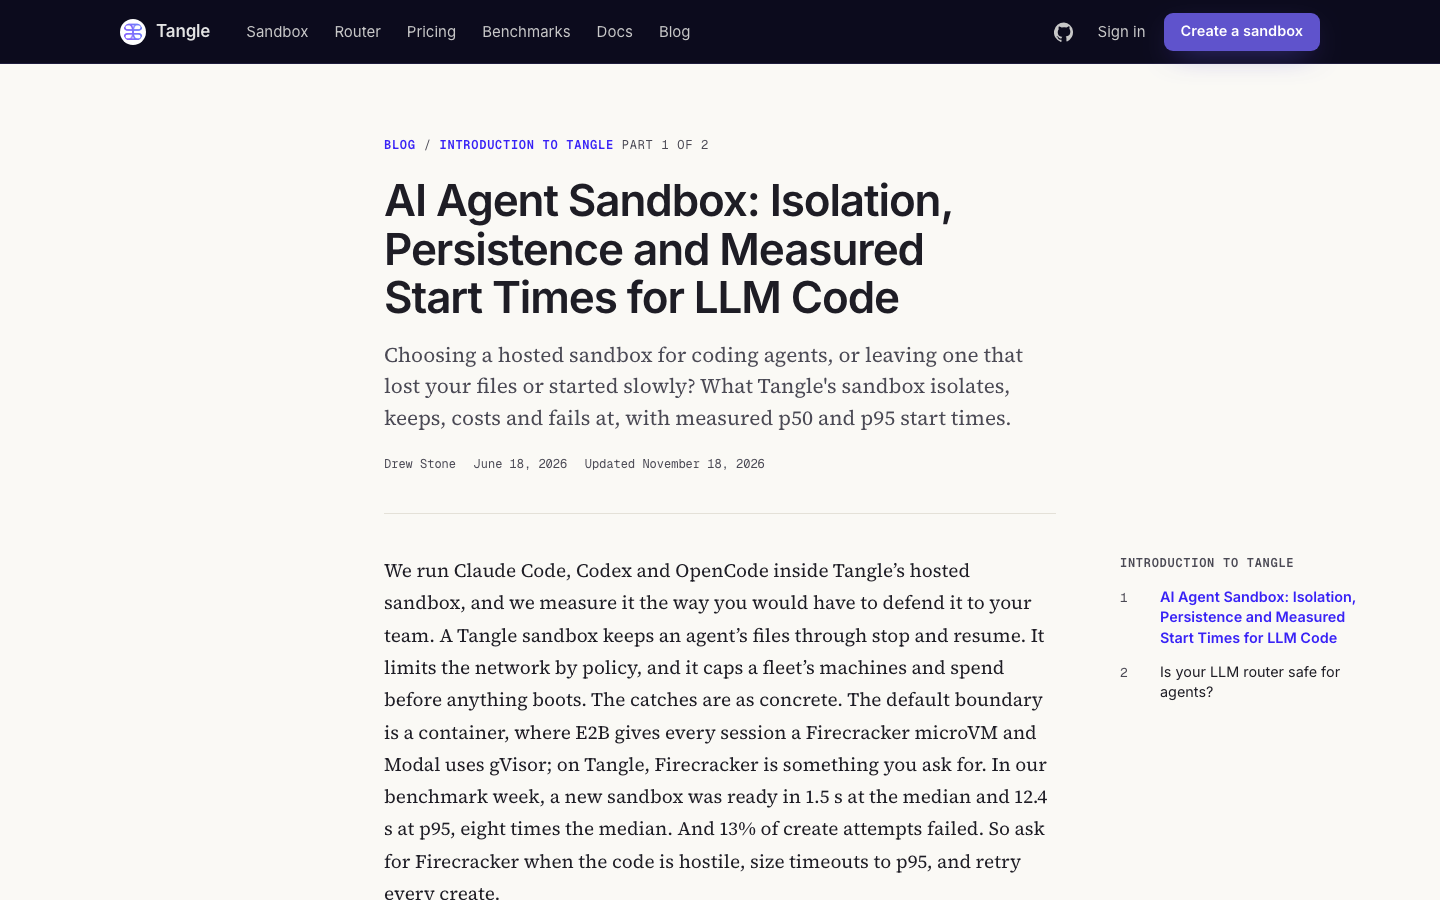 Tangle
Sandbox
Router
Pricing
Benchmarks
Docs
Blog
Sign in
Create a sandbox
BLOG / INTRODUCTION TO TANGLE PART 1 OF 2
AI Agent Sandbox: Isolation,
Persistence and Measured
Start Times for LLM Code
Choosing a hosted sandbox for coding agents, or leaving one that
lost your files or started slowly? What Tangle's sandbox isolates,
keeps, costs and fails at, with measured p50 and p95 start times.
Drew Stone June 18, 2026 Updated November 18, 2026
We run Claude Code, Codex and OpenCode inside Tangle’s hosted
sandbox, and we measure it the way you would have to defend it to your
team. A Tangle sandbox keeps an agent’s files through stop and resume. It
limits the network by policy, and it caps a fleet’s machines and spend
before anything boots. The catches are as concrete. The default boundary
is a container, where E2B gives every session a Firecracker microVM and
Modal uses gVisor; on Tangle, Firecracker is something you ask for. In our
benchmark week, a new sandbox was ready in 1.5 s at the median and 12.4
s at p95, eight times the median. And 13% of create attempts failed. So ask
for Firecracker when the code is hostile, size timeouts to p95, and retry
every create.
INTRODUCTION TO TANGLE
1 AI Agent Sandbox: Isolation,
Persistence and Measured
Start Times for LLM Code
2 Is your LLM router safe for
agents?